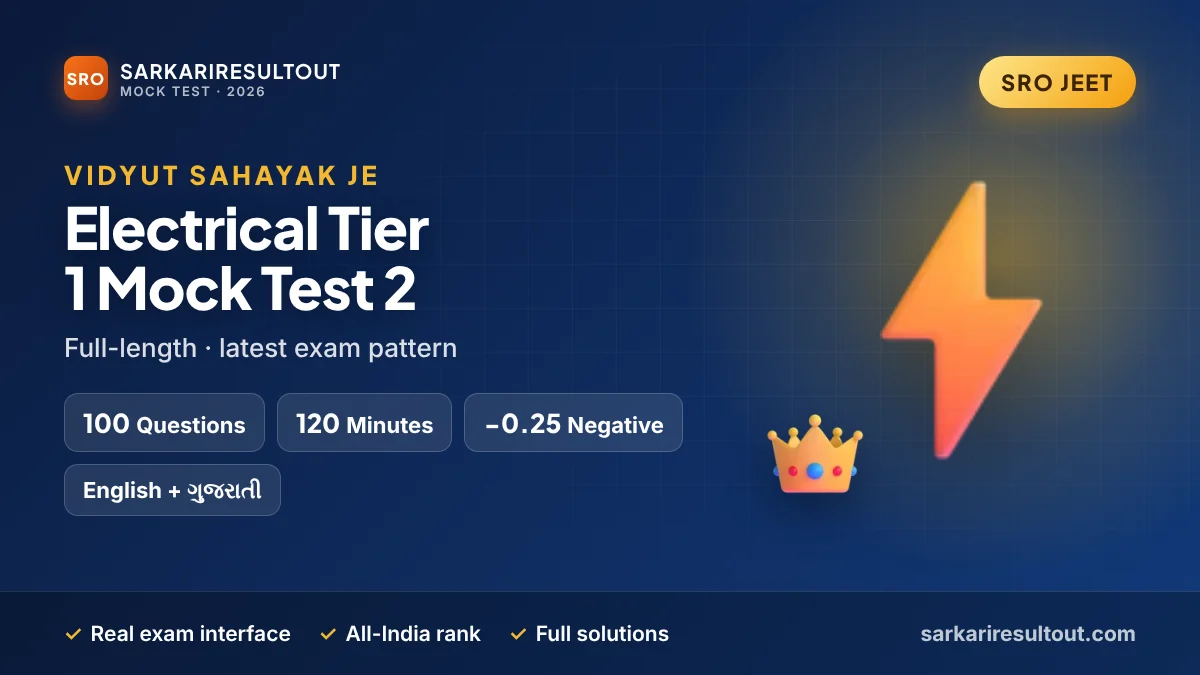 SRO
SARKARIRESULTOUT
MOCK TEST · 2026
SRO JEET
VIDYUT SAHAYAK JE
Electrical Tier
1 Mock Test 2
Full-length · latest exam pattern
100 Questions
120 Minutes
−0.25 Negative
English + ગુજરાતી
✓ Real exam interface
✓ All-India rank
✓ Full solutions
sarkariresultout.com